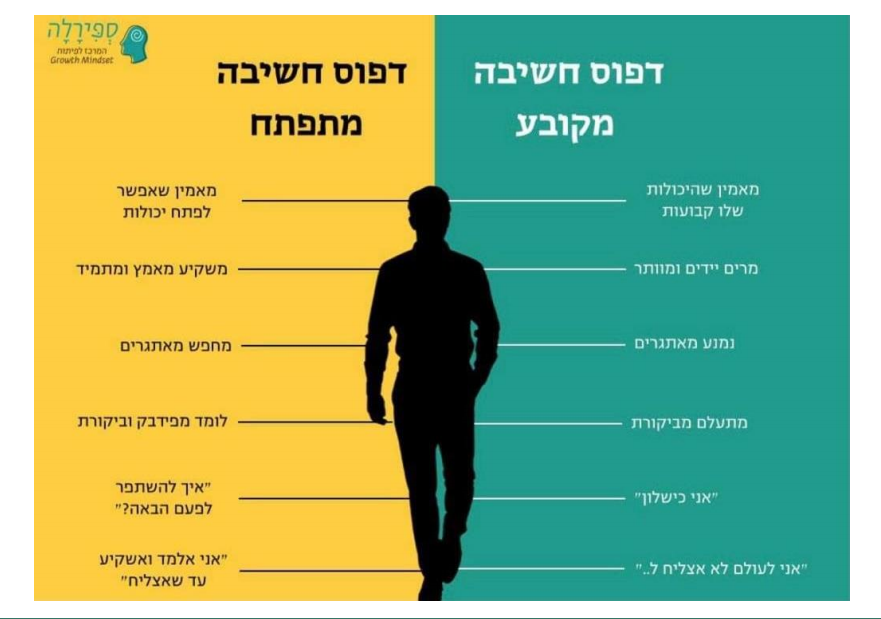 סְפִּירָלָה
המרכז לפיתוח
Growth Mindset
דפוס חשיבה
מקובע
מאמין שהיכולות
שלו קבועות
מרים יידים ומוותר
נמנע מאתגרים
מתעלם מביקורת
"אני כישלון"
"אני לעולם לא אצליח ל.."
דפוס חשיבה
מתפתח
מאמין שאפשר
לפתח יכולות
משקיע מאמץ ומתמיד
מחפש מאתגרים
לומד מפידבק וביקורת
"איך להשתפר
לפעם הבאה?"
"אני אלמד ואשקיע
עד שאצליח"